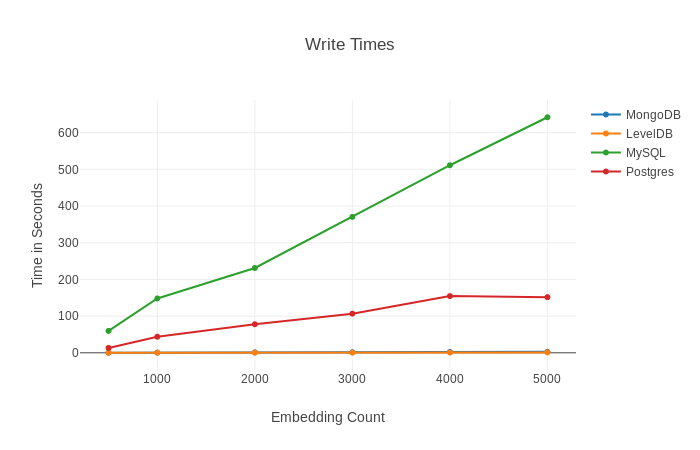 Write Times
MongoDB
LevelDB
MySQL
Postgres
Time in Seconds
600
500
400
300
200
100
0
1000 2000 3000 4000 5000
Embedding Count